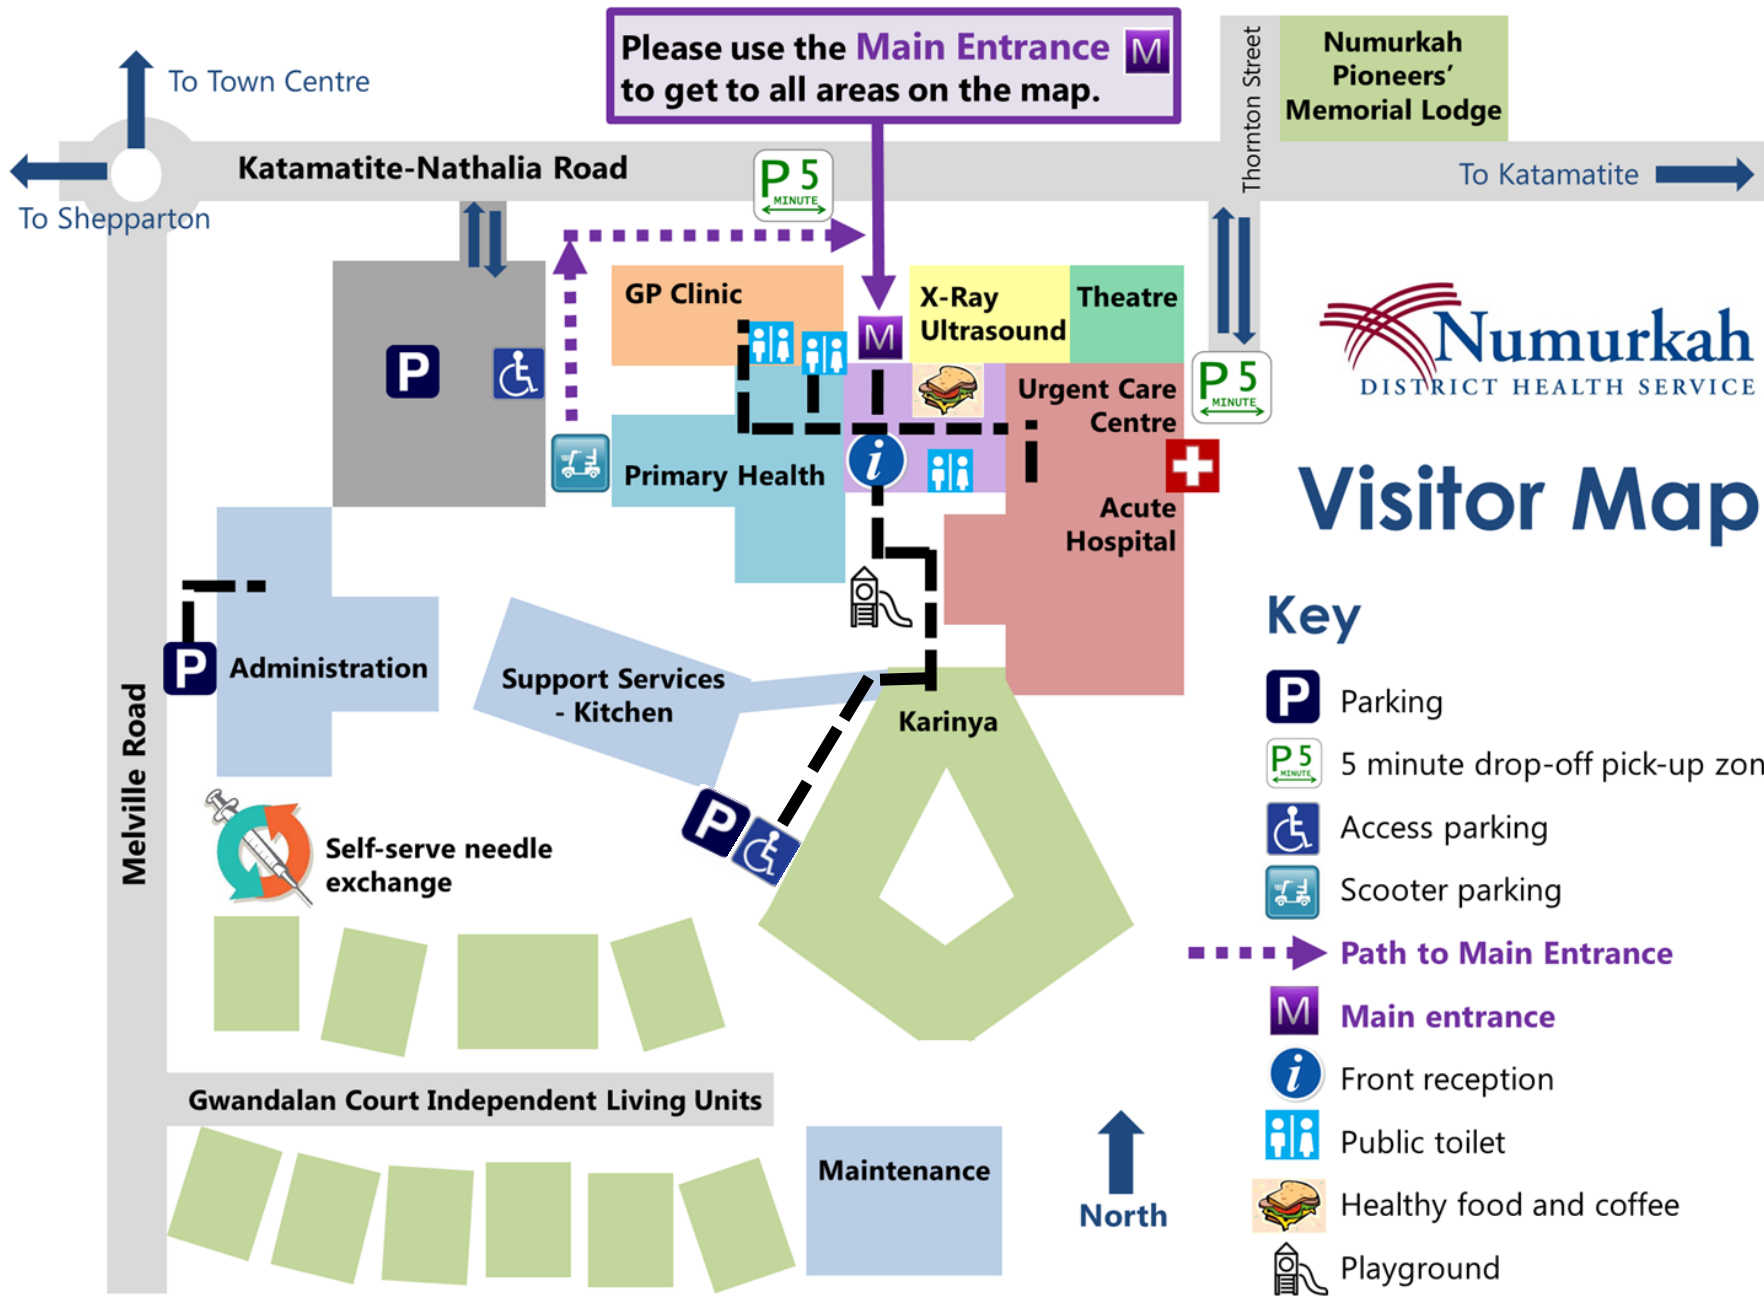 Please use the Main Entrance M
to get to all areas on the map.
Numurkah
Pioneers'
Memorial Lodge
Thornton Street
To Town Centre
Katamatite-Nathalia Road
To Katamatite
To Shepparton
P 5
MINUTE
GP Clinic
X-Ray
Ultrasound
Theatre
M
P
Urgent Care
Centre
P 5
MINUTE
Numurkah
DISTRICT HEALTH SERVICE
Primary Health
i
Acute
Hospital
Visitor Map
P
Administration
Support Services
- Kitchen
Karinya
Melville Road
P
Self-serve needle
exchange
Gwandalan Court Independent Living Units
Maintenance
North
Key
P Parking
P 5
MINUTE
5 minute drop-off pick-up zon
Access parking
Scooter parking
Path to Main Entrance
M Main entrance
i Front reception
Public toilet
Healthy food and coffee
Playground